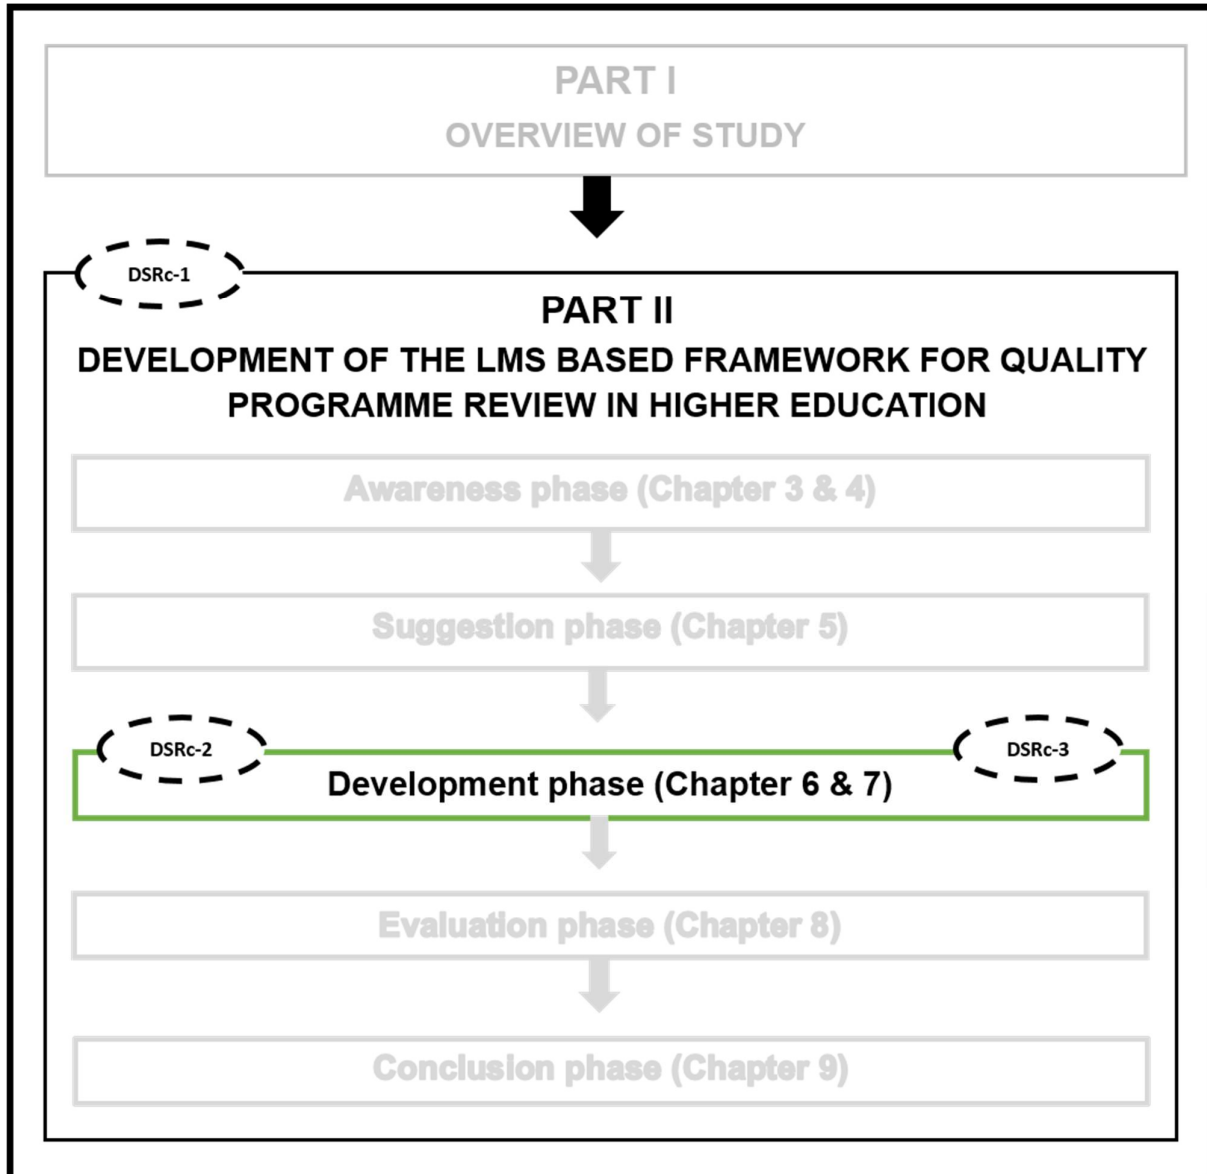 PART I
OVERVIEW OF STUDY
DSRc-1
PART II
DEVELOPMENT OF THE LMS BASED FRAMEWORK FOR QUALITY
PROGRAMME REVIEW IN HIGHER EDUCATION
Awareness phase (Chapter 3 & 4)
Suggestion phase (Chapter 5)
DSRc-2
DSRc-3
Development phase (Chapter 6 & 7)
Evaluation phase (Chapter 8)
Conclusion phase (Chapter 9)